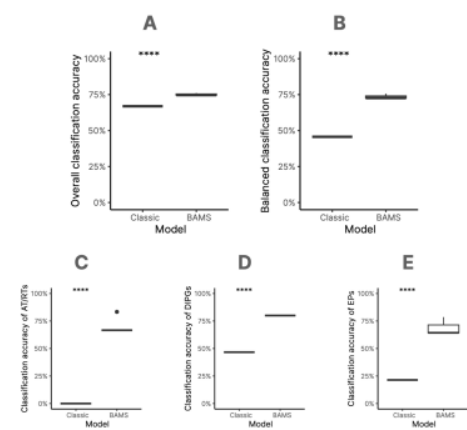 A
Overall classification accuracy
100%
75%
50%
25%
0%
****
Classic BAMS
Model
B
Balanced classification accuracy
100%
75%
50%
25%
0%
****
Classic BAMS
Model
C
Classification accuracy of AT/RTs
100%
75%
50%
25%
0%
****
Classic BAMS
Model
D
Classification accuracy of DIPGs
100%
75%
50%
25%
0%
****
Classic BAMS
Model
E
Classification accuracy of EPs
100%
75%
50%
25%
0%
****
Classic BAMS
Model